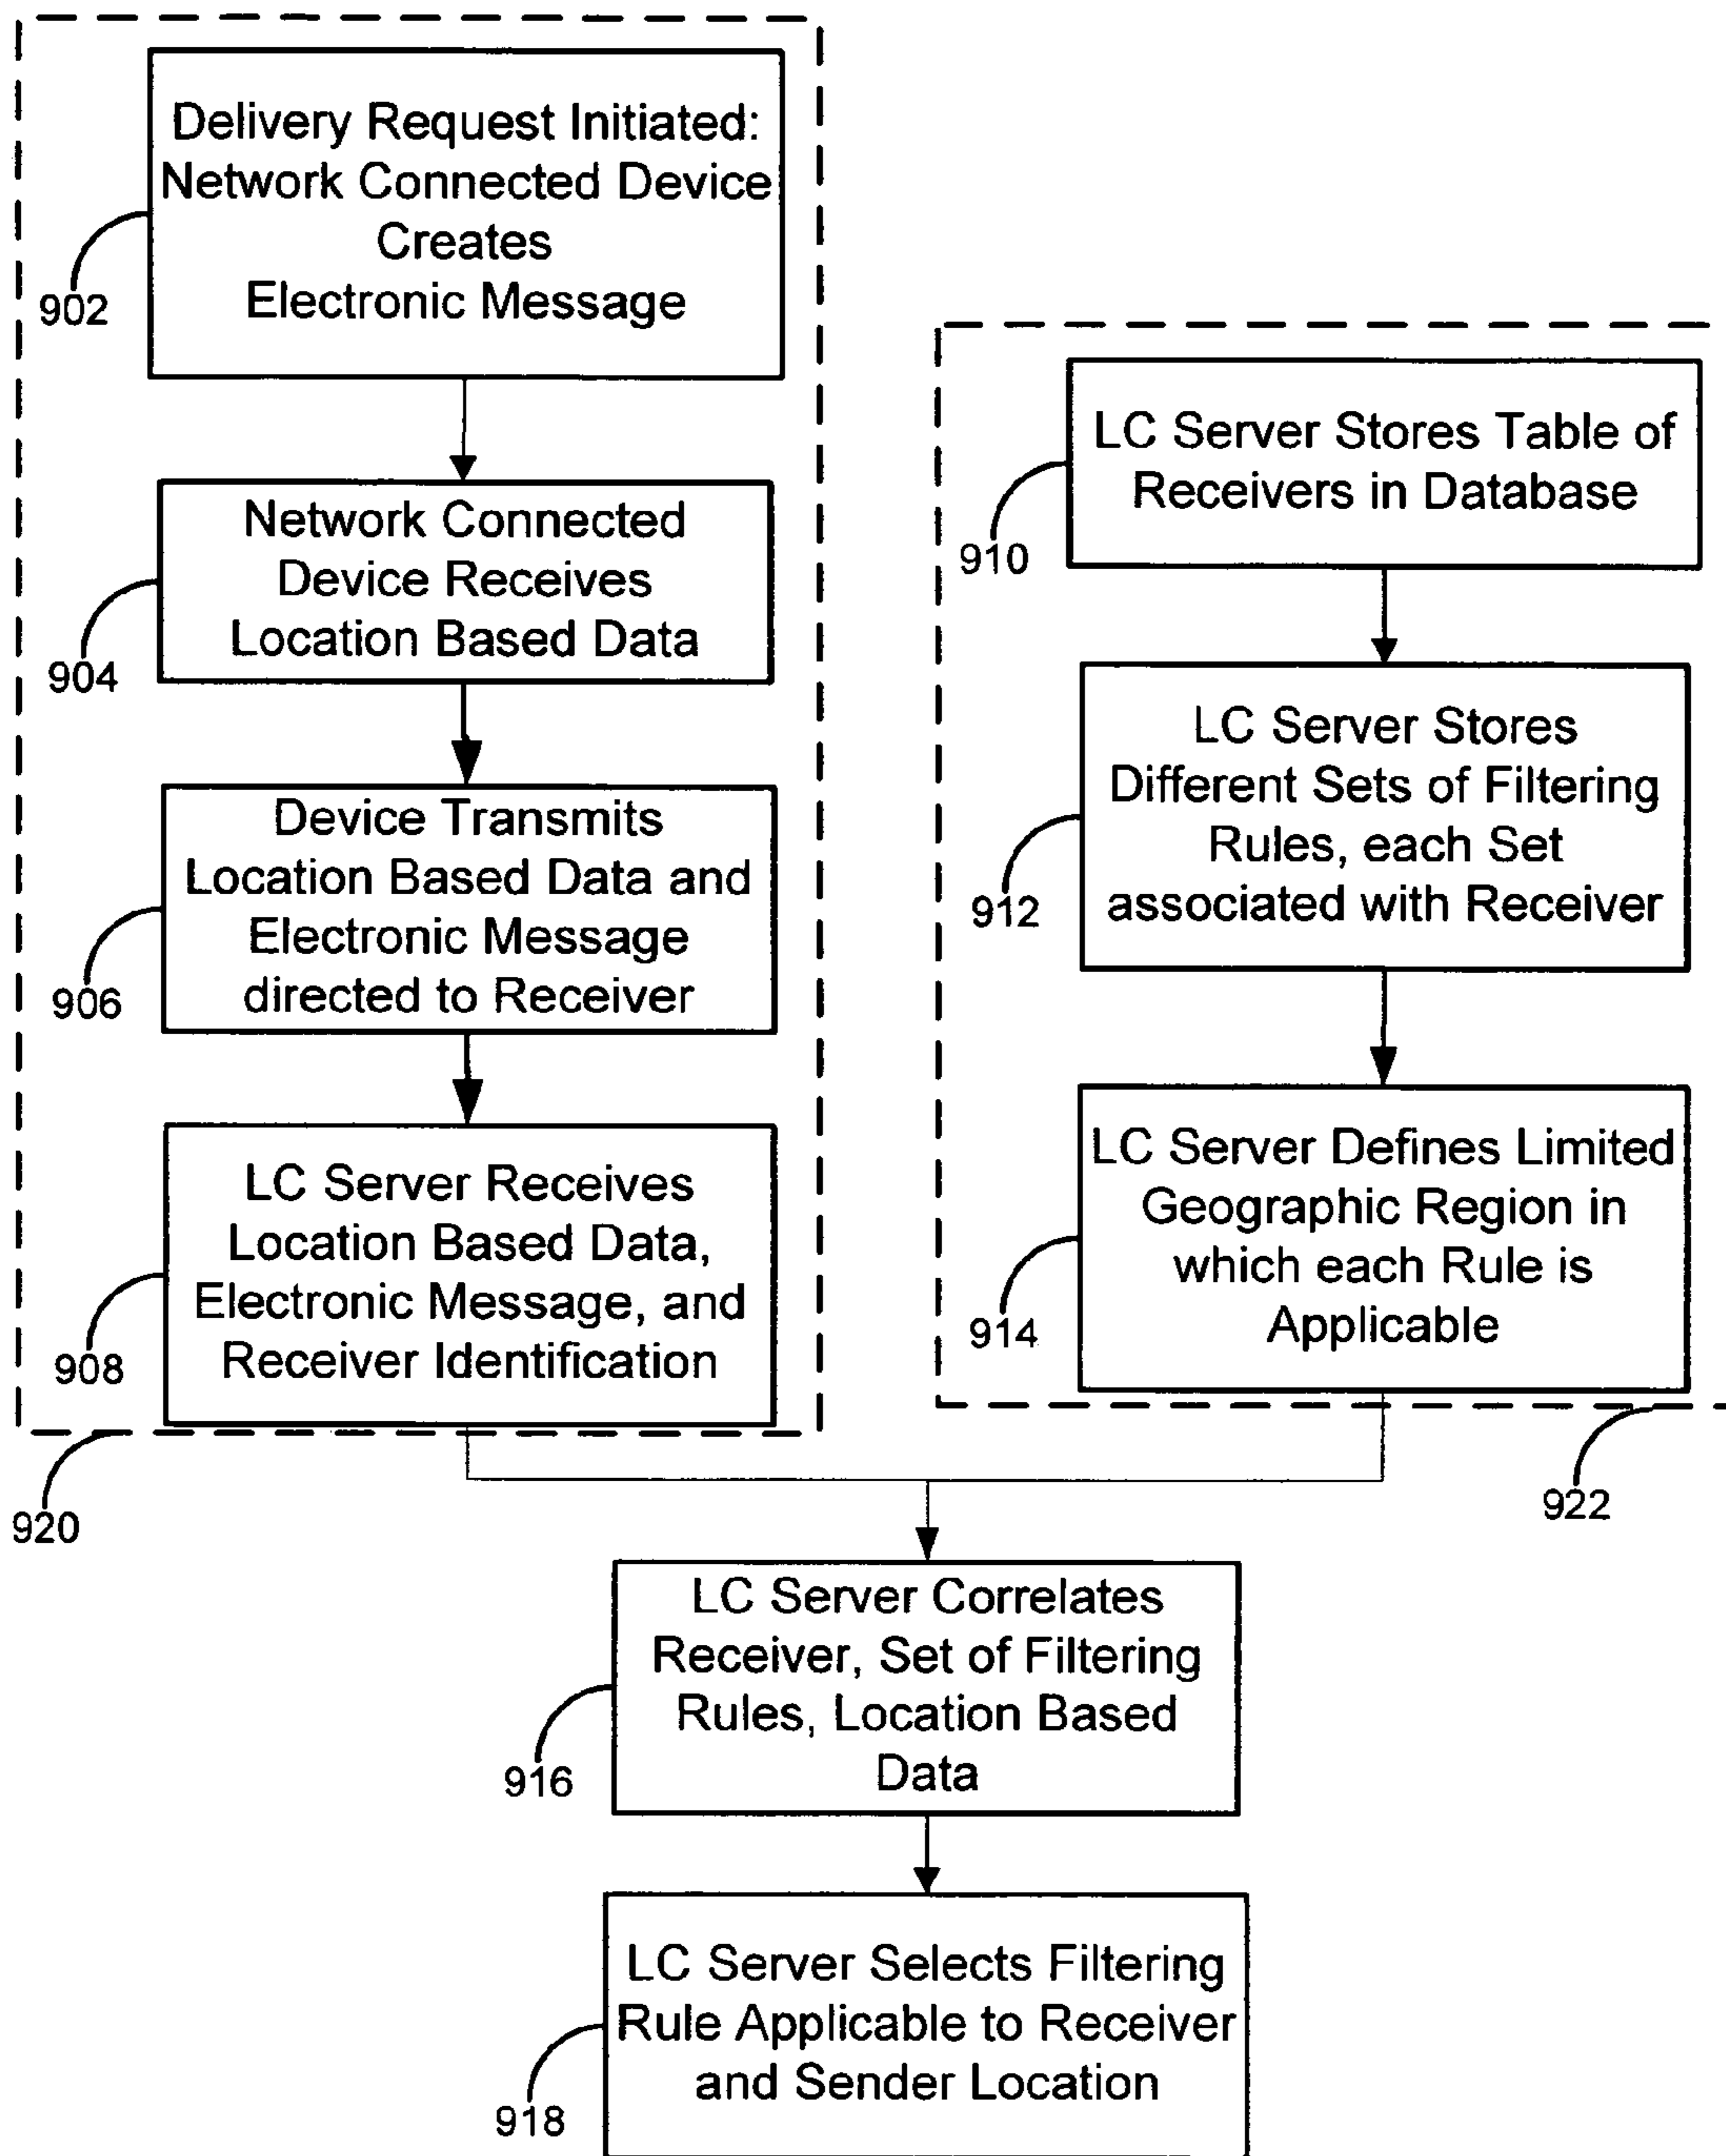 Delivery Request Initiated:
Network Connected Device
Creates
Electronic Message
902
Network Connected
Device Receives
Location Based Data
904
Device Transmits
Location Based Data and
Electronic Message
directed to Receiver
906
LC Server Receives
Location Based Data,
Electronic Message, and
Receiver Identification
908
920
LC Server Stores Table of
Receivers in Database
910
LC Server Stores
Different Sets of Filtering
Rules, each Set
associated with Receiver
912
LC Server Defines Limited
Geographic Region in
which each Rule is
Applicable
914
922
LC Server Correlates
Receiver, Set of Filtering
Rules, Location Based
Data
916
LC Server Selects Filtering
Rule Applicable to Receiver
and Sender Location
918